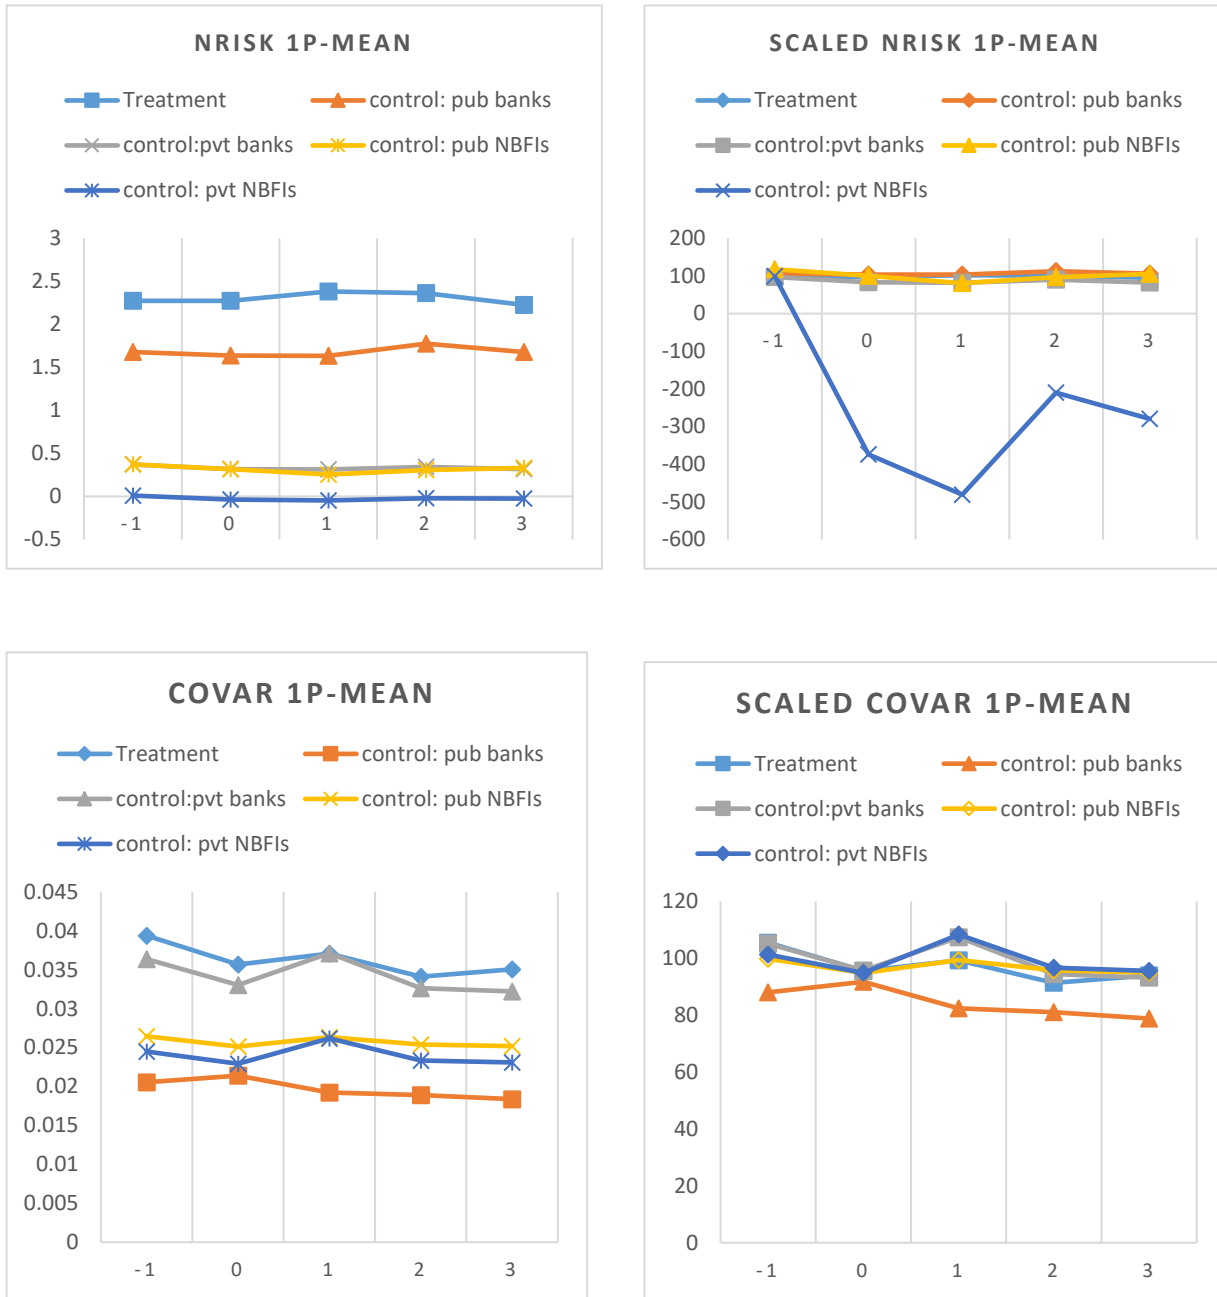 NRISK 1P-MEAN
Treatment
control: pub banks
control:pvt banks
control: pub NBFIs
control: pvt NBFIs
3
2.5
2
1.5
1
0.5
0
-0.5
-1 0 1 2 3
SCALED NRISK 1P-MEAN
Treatment
control: pub banks
control:pvt banks
control: pub NBFIs
control: pvt NBFIs
200
100
0
-100
-200
-300
-400
-500
-600
-1 0 1 2 3
COVAR 1P-MEAN
Treatment
control: pub banks
control:pvt banks
control: pub NBFIs
control: pvt NBFIs
0.045
0.04
0.035
0.03
0.025
0.02
0.015
0.01
0.005
0
-1 0 1 2 3
SCALED COVAR 1P-MEAN
Treatment
control: pub banks
control:pvt banks
control: pub NBFIs
control: pvt NBFIs
120
100
80
60
40
20
0
-1 0 1 2 3